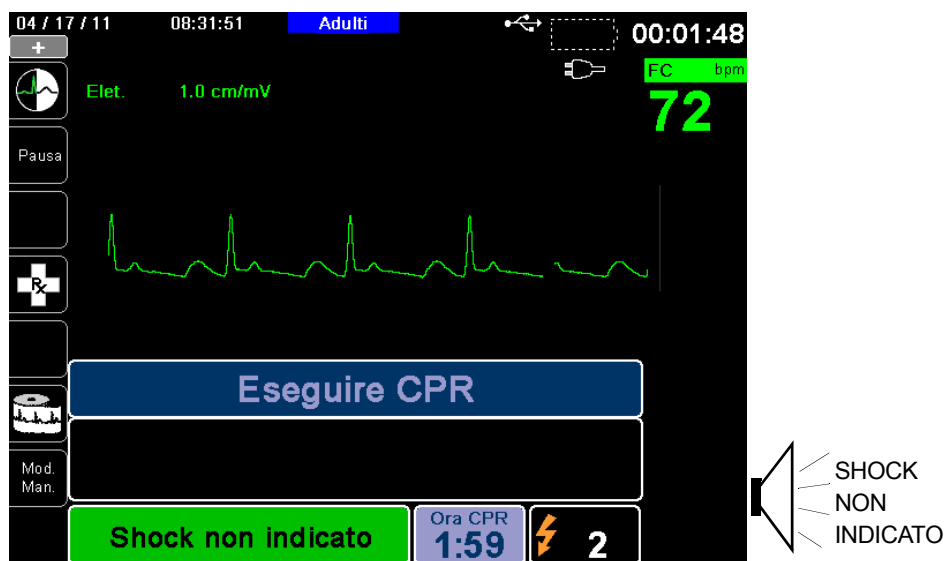 04 / 17 / 11 08:31:51 Adulti 00:01:48
+
FC bpm
72
Elet. 1.0 cm/mV
Pausa
Rx
Eseguire CPR
Mod.
Man.
Shock non indicato
Ora CPR
1:59
2
SHOCK
NON
INDICATO